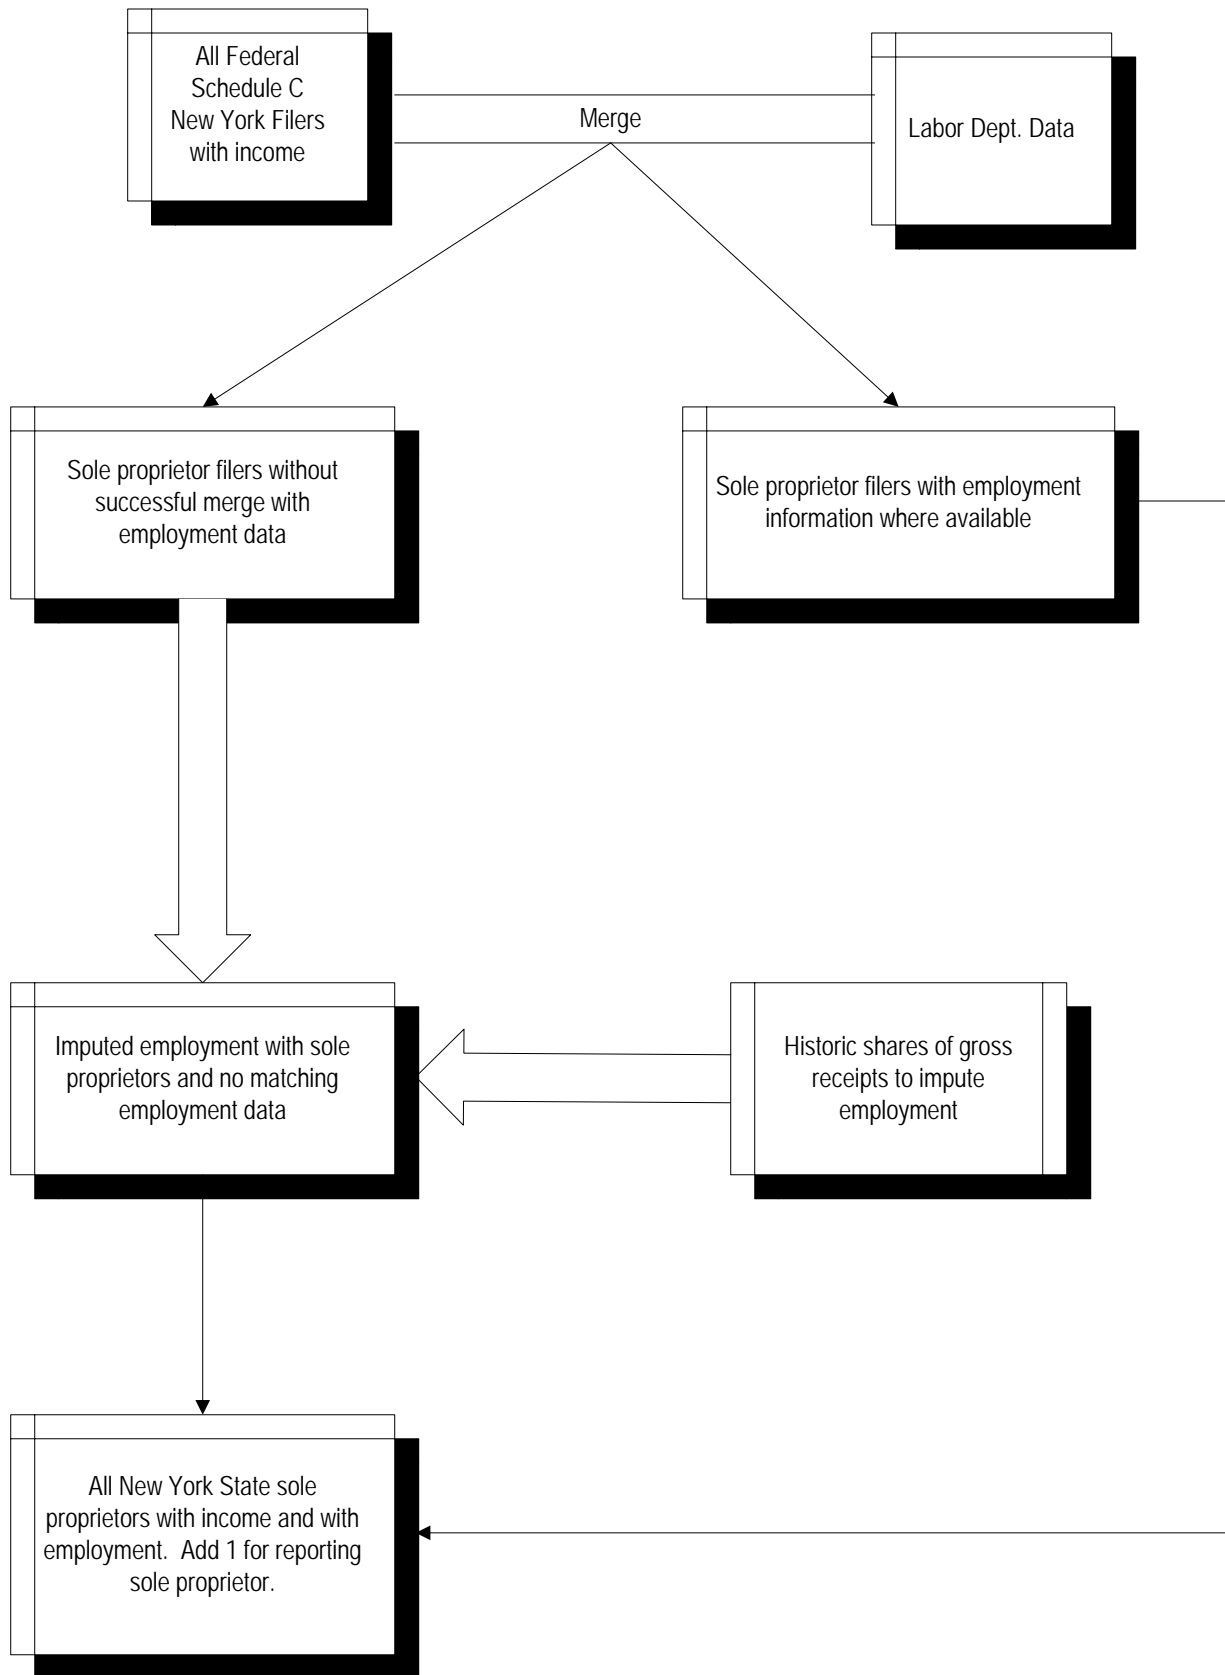 All Federal
Schedule C
New York Filers
with income
Merge
Labor Dept. Data
Sole proprietor filers without
successful merge with
employment data
Sole proprietor filers with employment
information where available
Imputed employment with sole
proprietors and no matching
employment data
Historic shares of gross
receipts to impute
employment
All New York State sole
proprietors with income and with
employment.  Add 1 for reporting
sole proprietor.